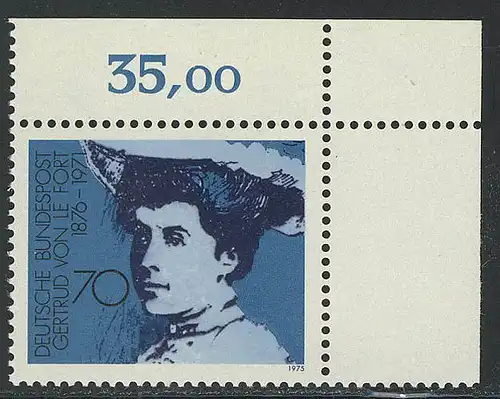 35,00
DEUTSCHE BUNDESPOST
GERTRUD VON LE FORT
1876-1971
70
1975